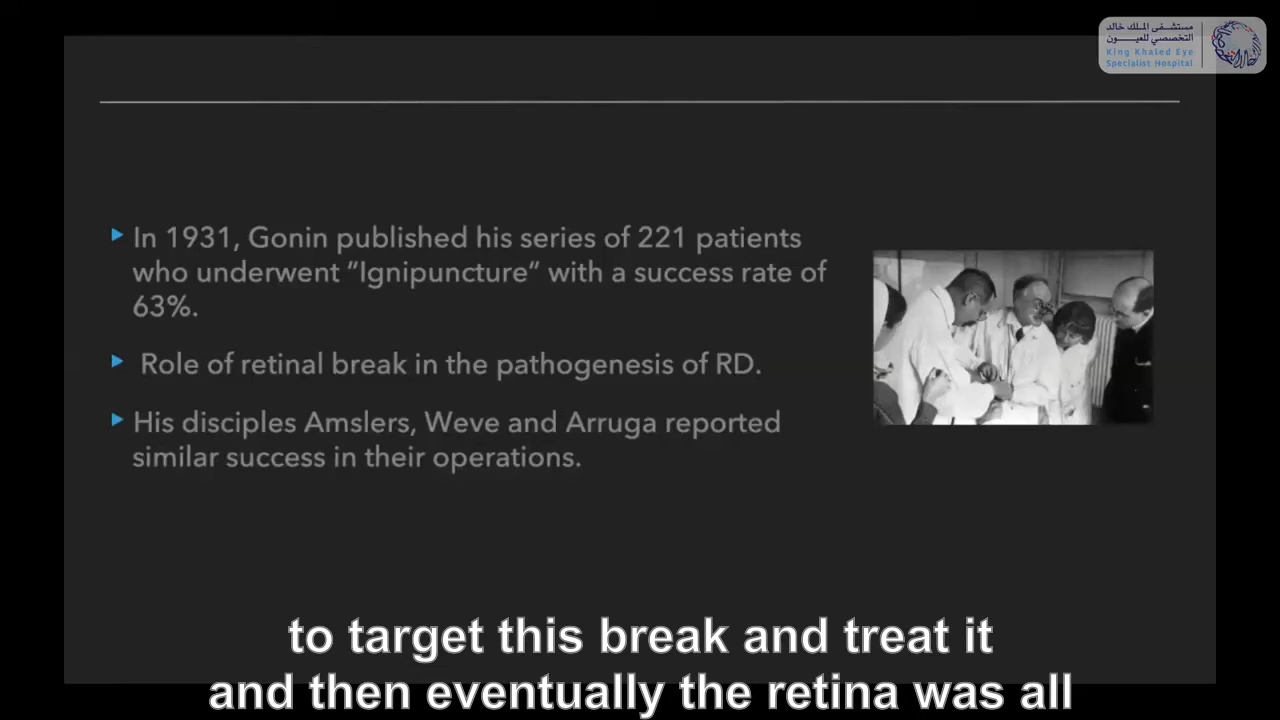 مستشفى الملك خالد
التخصصي للعيون
King Khaled Eye
Specialist Hospital
In 1931, Gonin published his series of 221 patients
who underwent “Ignipuncture” with a success rate of
63%.
Role of retinal break in the pathogenesis of RD.
His disciples Amslers, Weve and Arruga reported
similar success in their operations.
to target this break and treat it
and then eventually the retina was all